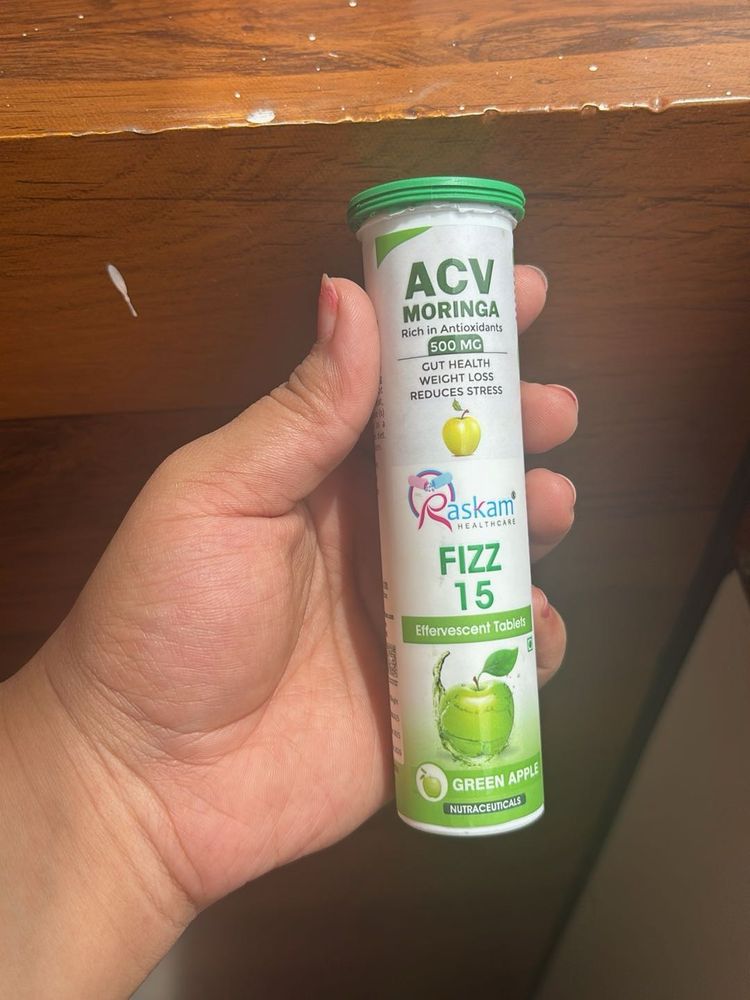 ACV
MORINGA
Rich in Antioxidants
500 MG
GUT HEALTH
WEIGHT LOSS
REDUCES STRESS
Raskam
HEALTHCARE
FIZZ
15
Effervescent Tablets
GREEN APPLE
NUTRACEUTICALS